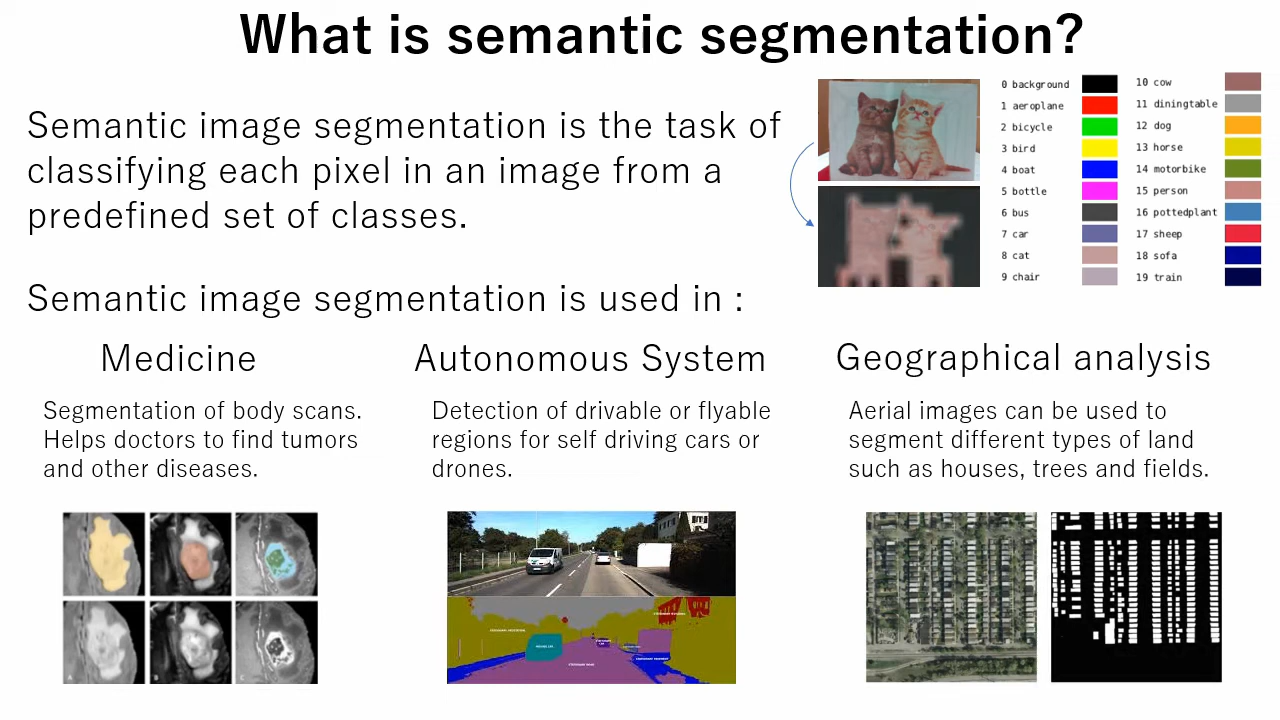 What is semantic segmentation?
Semantic image segmentation is the task of
classifying each pixel in an image from a
predefined set of classes.
0 background
1 aeroplane
2 bicycle
3 bird
4 boat
5 bottle
6 bus
7 car
8 cat
9 chair
10 cow
11 diningtable
12 dog
13 horse
14 motorbike
15 person
16 pottedplant
17 sheep
18 sofa
19 train
Semantic image segmentation is used in :
Medicine
Segmentation of body scans.
Helps doctors to find tumors
and other diseases.
A B C
Autonomous System
Detection of drivable or flyable
regions for self driving cars or
drones.
Geographical analysis
Aerial images can be used to
segment different types of land
such as houses, trees and fields.